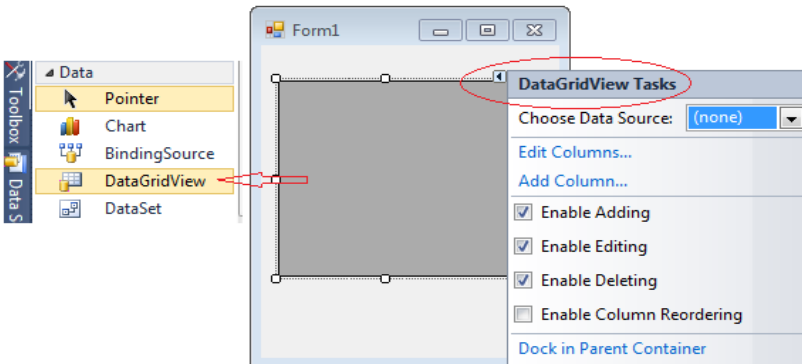 Toolbox
Data S
Data
Pointer
Chart
BindingSource
DataGridView
DataSet
Form1
DataGridView Tasks
Choose Data Source: (none)
Edit Columns...
Add Column...
Enable Adding
Enable Editing
Enable Deleting
Enable Column Reordering
Dock in Parent Container